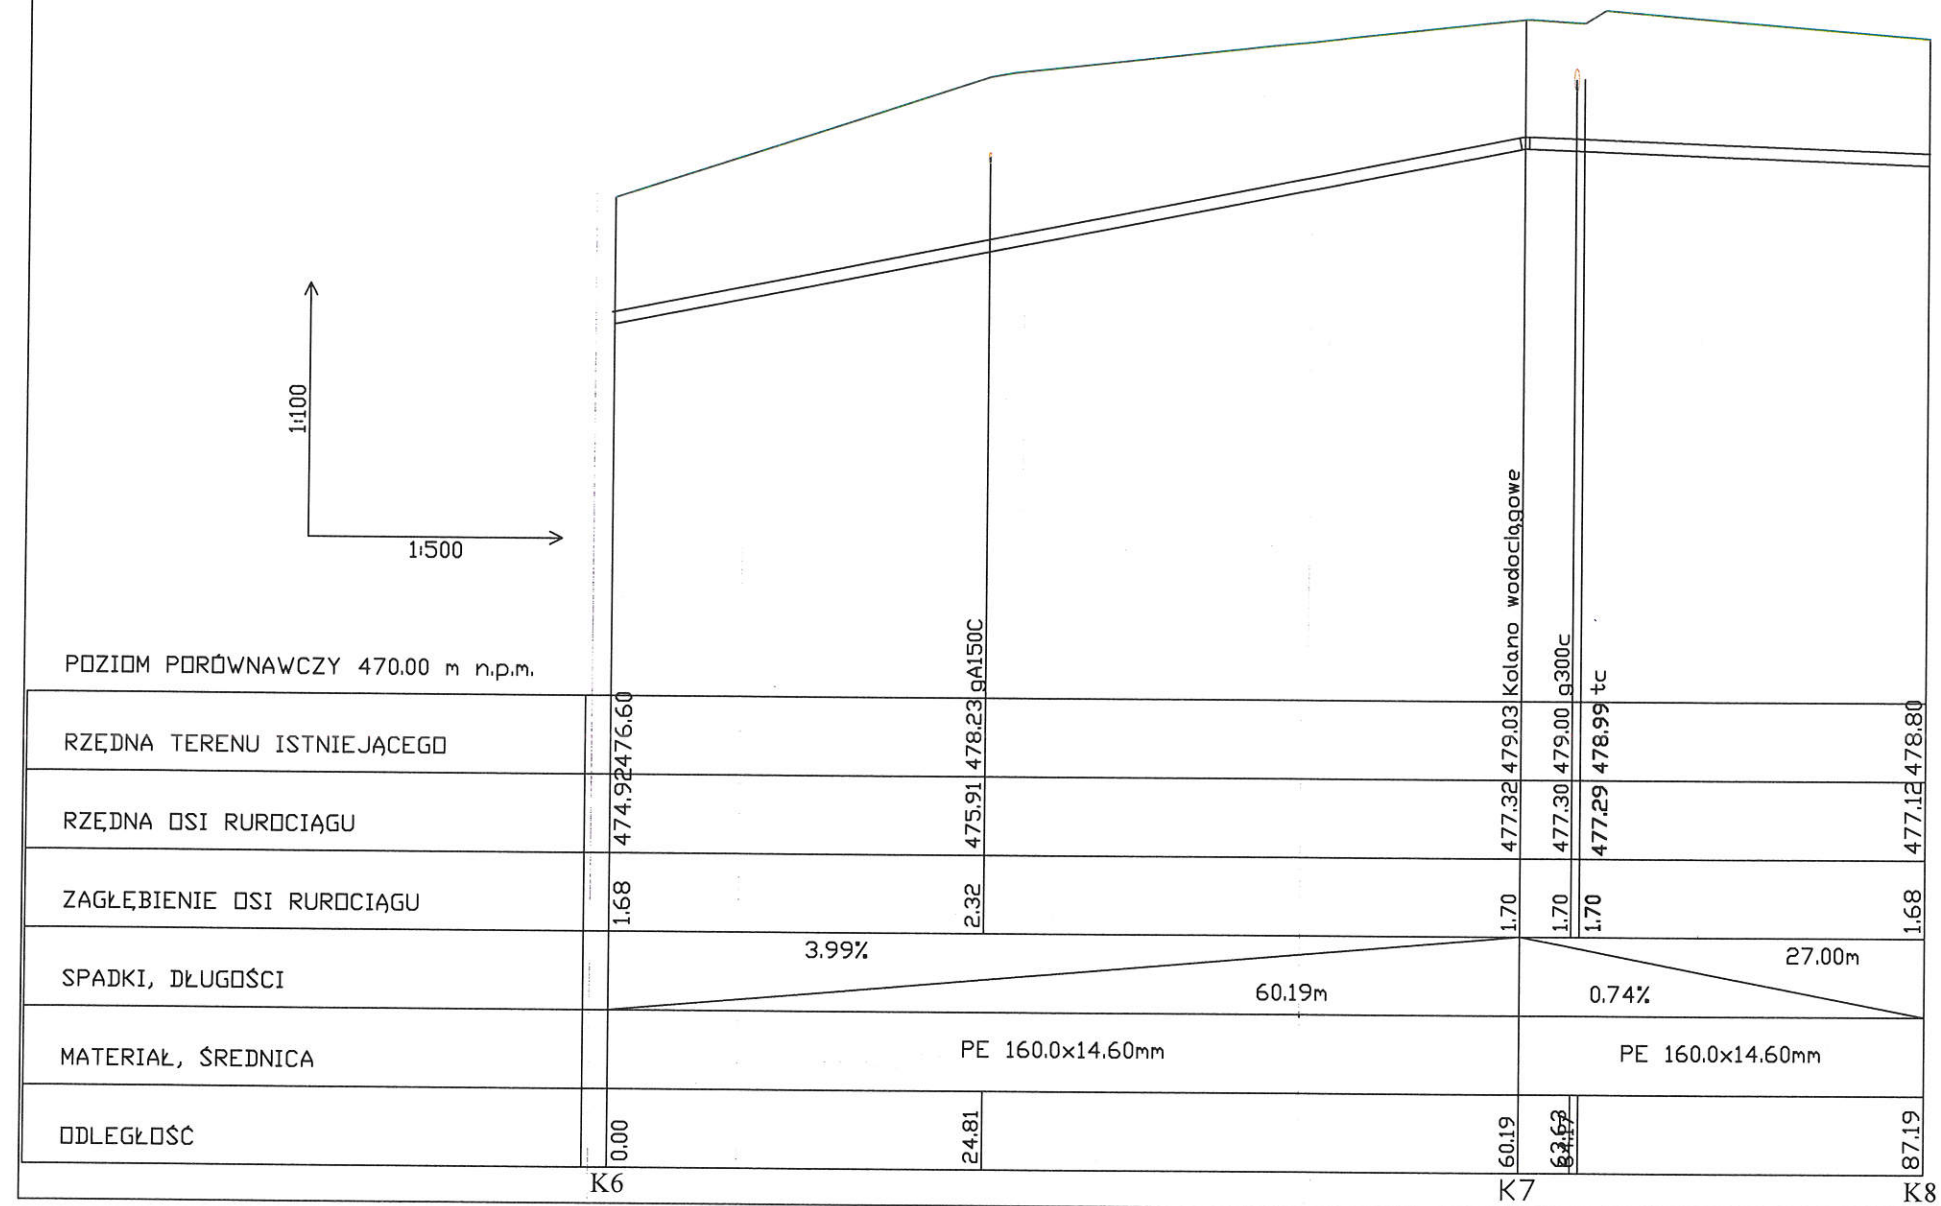 1:100
1:500
POZIOM PORÓWNAWCZY 470.00 m n.p.m.
gA150C
Kolano wodociągowe
g300c
tc
RZĘDNA TERENU ISTNIEJĄCEGO
476.60
478.23
479.03
479.00
478.99
478.80
RZĘDNA OSI RUROCIĄGU
474.92
475.91
477.32
477.30
477.29
477.12
ZAGŁĘBIENIE OSI RUROCIĄGU
1.68
2.32
1.70
1.70
1.70
1.68
SPADKI, DŁUGOŚCI
3.99%
60.19m
0.74%
27.00m
MATERIAŁ, ŚREDNICA
PE 160.0x14.60mm
PE 160.0x14.60mm
ODLEGŁOŚĆ
0.00
24.81
60.19
87.19
K6
K7
K8